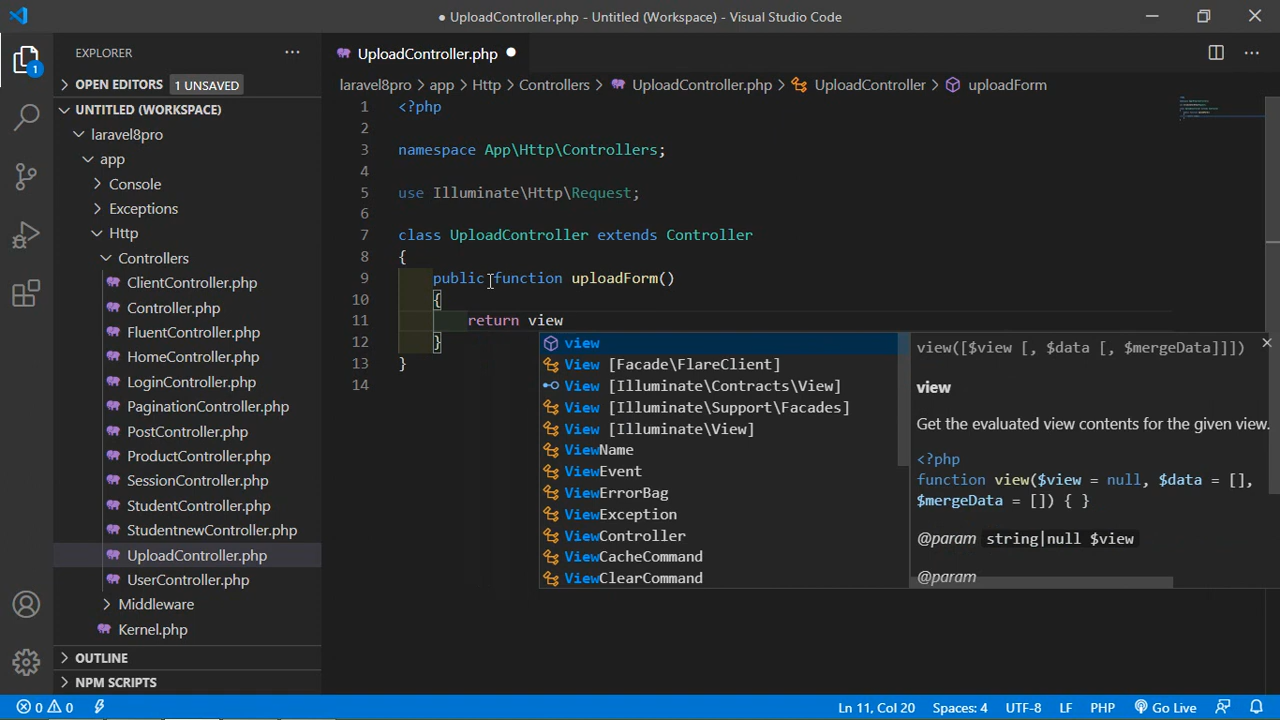 ● UploadController.php - Untitled (Workspace) - Visual Studio Code
EXPLORER
1
OPEN EDITORS 1 UNSAVED
UNTITLED (WORKSPACE)
laravel8pro
app
Console
Exceptions
Http
Controllers
ClientController.php
Controller.php
FluentController.php
HomeController.php
LoginController.php
PaginationController.php
PostController.php
ProductController.php
SessionController.php
StudentController.php
StudentnewController.php
UploadController.php
UserController.php
Middleware
Kernel.php
OUTLINE
NPM SCRIPTS
UploadController.php
laravel8pro > app > Http > Controllers > UploadController.php > UploadController > uploadForm
1 <?php
2
3 namespace App\Http\Controllers;
4
5 use Illuminate\Http\Request;
6
7 class UploadController extends Controller
8 {
9 public function uploadForm()
10 {
11 return view
12 }
13 }
14
view
View [Facade\FlareClient]
View [Illuminate\Contracts\View]
View [Illuminate\Support\Facades]
View [Illuminate\View]
ViewName
ViewEvent
ViewErrorBag
ViewException
ViewController
ViewCacheCommand
ViewClearCommand
view([$view [, $data [, $mergeData]]])
view
Get the evaluated view contents for the given view.
<?php
function view($view = null, $data = [],
$mergeData = []) { }
@param string|null $view
@param
0 0
Ln 11, Col 20 Spaces: 4 UTF-8 LF PHP Go Live